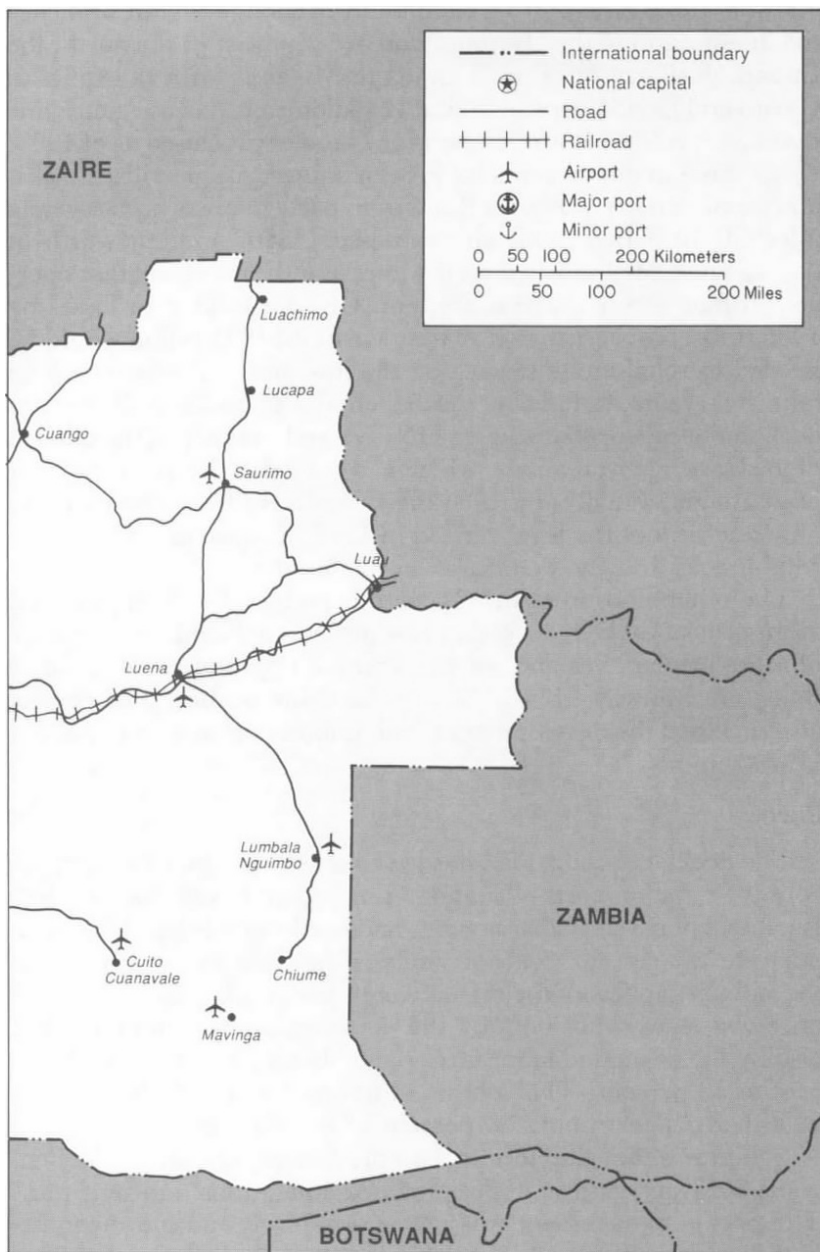 International boundary
National capital
Road
Railroad
Airport
Major port
Minor port
0 50 100 200 Kilometers
0 50 100 200 Miles
ZAIRE
Luachimo
Lucapa
Cuango
Saurimo
Luau
Luena
Lumbala
Nguimbo
ZAMBIA
Cuito
Cuanavale
Chiume
Mavinga
BOTSWANA